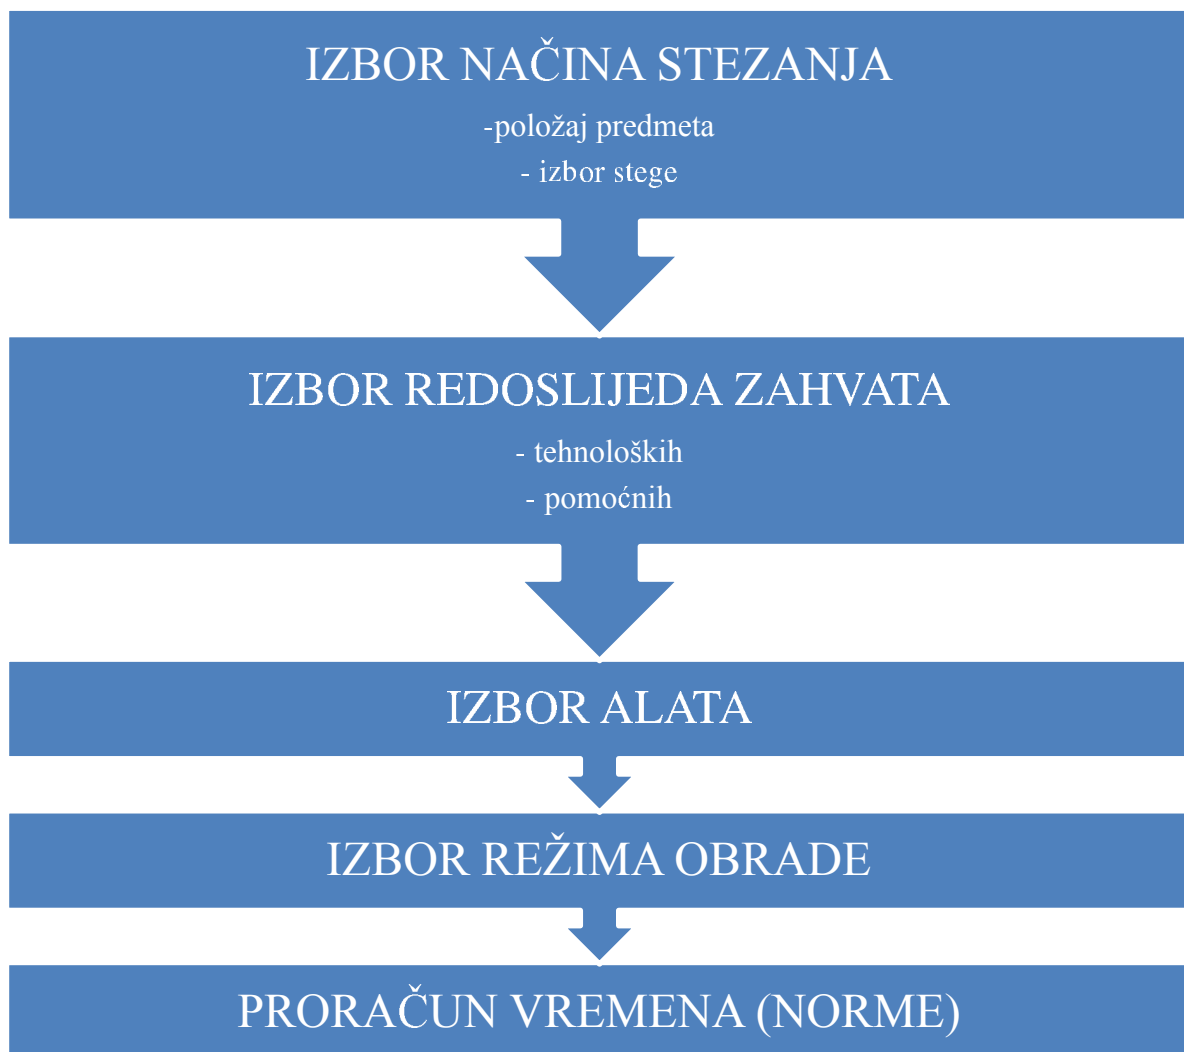 IZBOR NAČINA STEZANJA
-položaj predmeta
- izbor stege
IZBOR REDOSLIJEDA ZAHVATA
- tehnoloških
- pomoćnih
IZBOR ALATA
IZBOR REŽIMA OBRADE
PRORAČUN VREMENA (NORME)